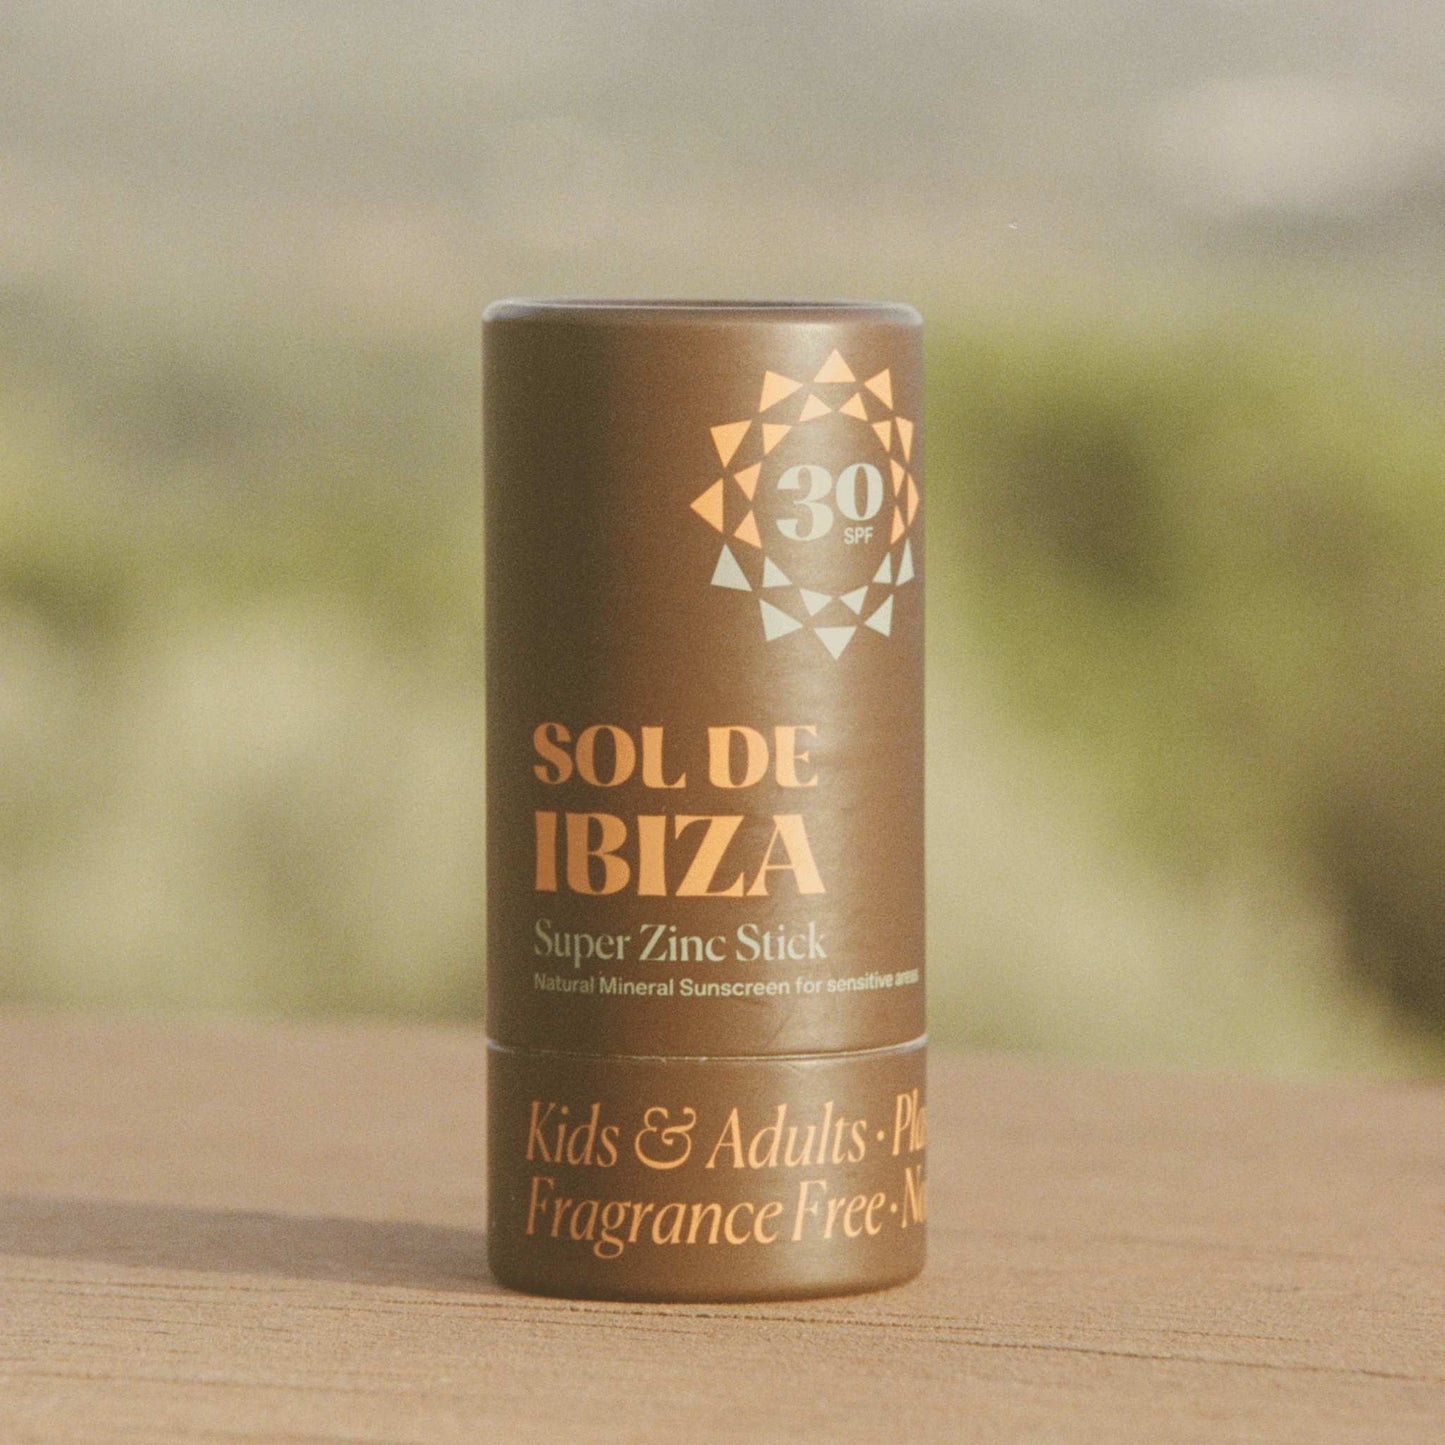 30
SPF
SOL DE
IBIZA
Super Zinc Stick
Natural Mineral Sunscreen for sensitive areas
Kids & Adults ·
Fragrance Free ·